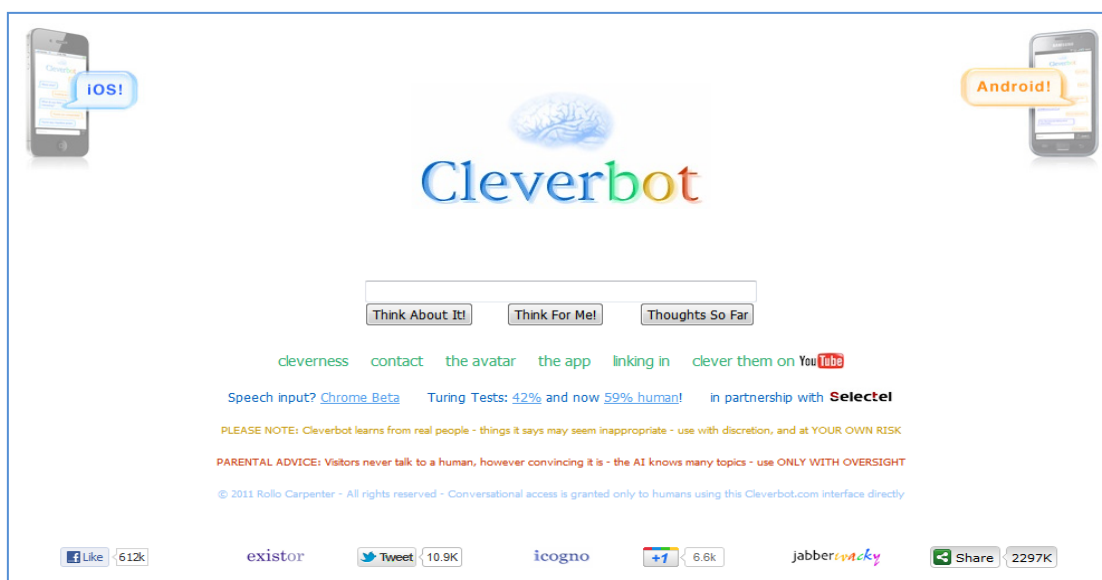 iOS!
Android!
Cleverbot
Think About It!
Think For Me!
Thoughts So Far
cleverness contact the avatar the app linking in clever them on YouTube
Speech input? Chrome Beta Turing Tests: 42% and now 59% human! in partnership with Selectel
PLEASE NOTE: Cleverbot learns from real people - things it says may seem inappropriate - use with discretion, and at YOUR OWN RISK
PARENTAL ADVICE: Visitors never talk to a human, however convincing it is - the AI knows many topics - use ONLY WITH OVERSIGHT
© 2011 Rollo Carpenter - All rights reserved - Conversational access is granted only to humans using this Cleverbot.com interface directly
Like 612k existor Tweet 10.9K icogno +1 6.6k jabberwacky Share 2297K